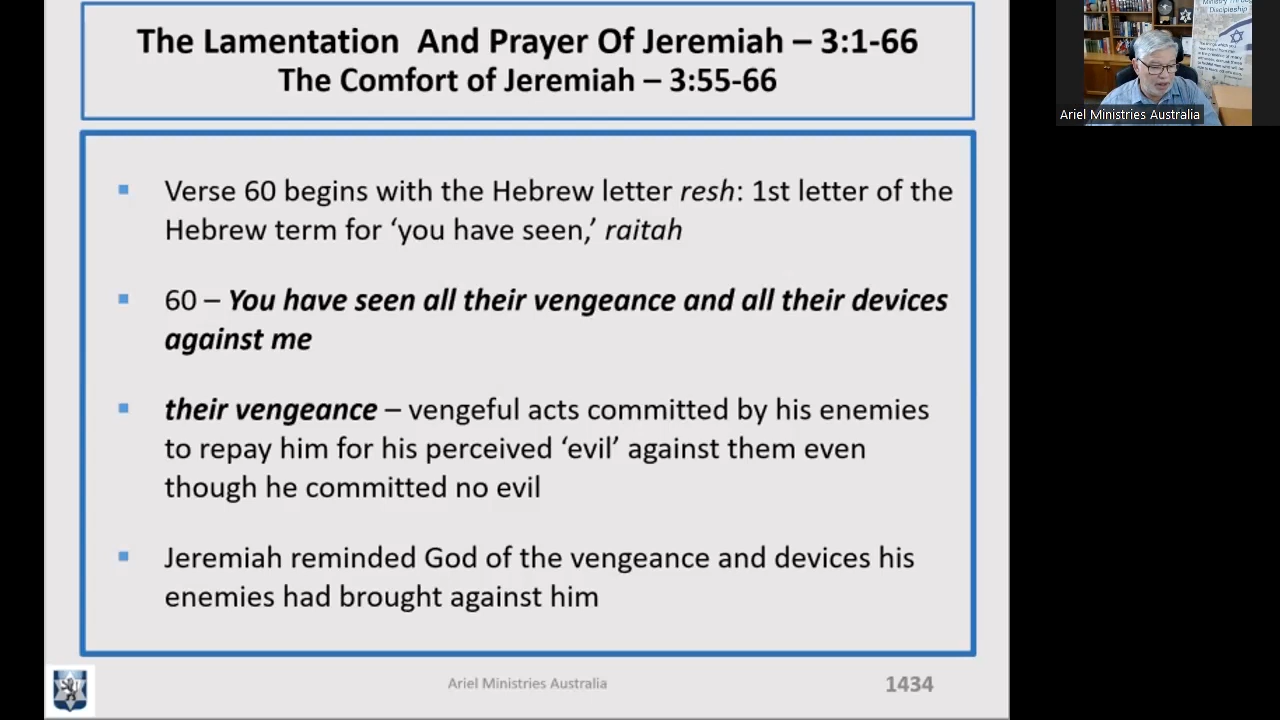 The Lamentation And Prayer Of Jeremiah – 3:1-66
The Comfort of Jeremiah – 3:55-66
Verse 60 begins with the Hebrew letter resh: 1st letter of the
Hebrew term for ‘you have seen,’ raitah
60 – You have seen all their vengeance and all their devices
against me
their vengeance – vengeful acts committed by his enemies
to repay him for his perceived ‘evil’ against them even
though he committed no evil
Jeremiah reminded God of the vengeance and devices his
enemies had brought against him
Ariel Ministries Australia
1434
Discipleship
Ariel Ministries Australia